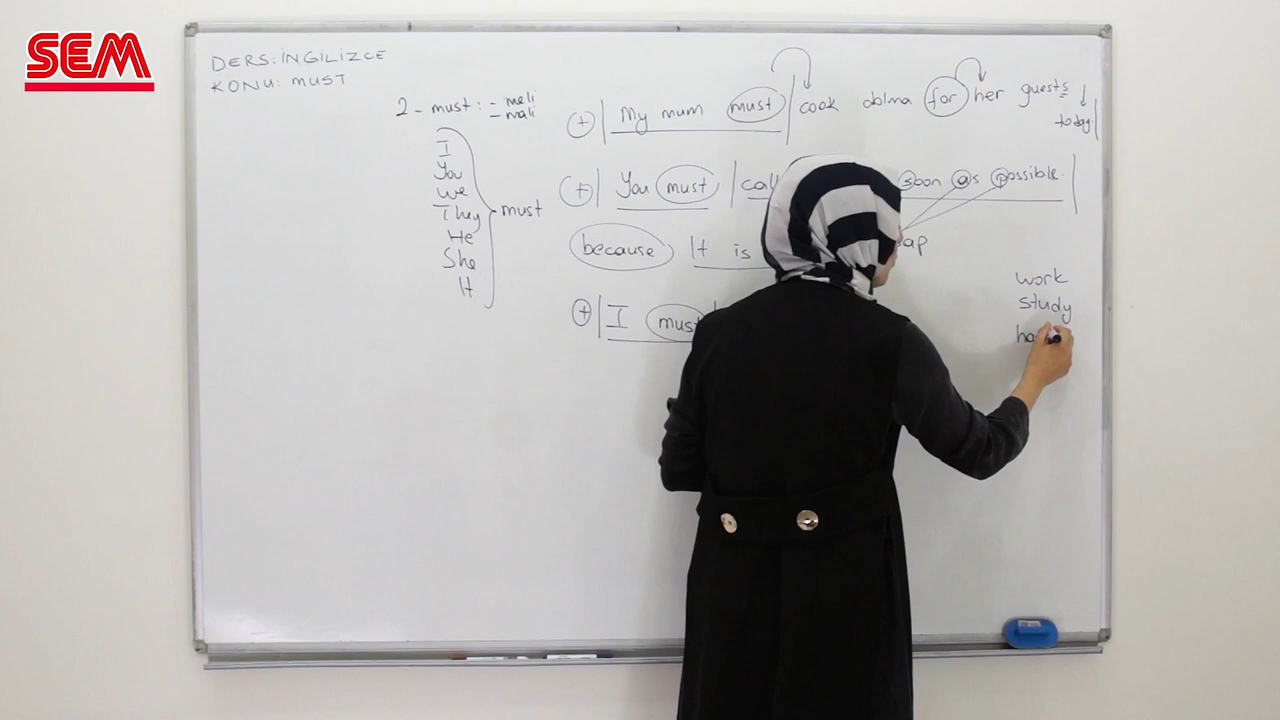 SEM
DERS: İNGİLİZCE
KONU: MUST
2 - must: - meli
- malı
I
You
We
They
He
She
It
must
(+) My mum must cook dolma for her guests
today
(+) You must call soon as possible.
because It is
(+) I must
work
study